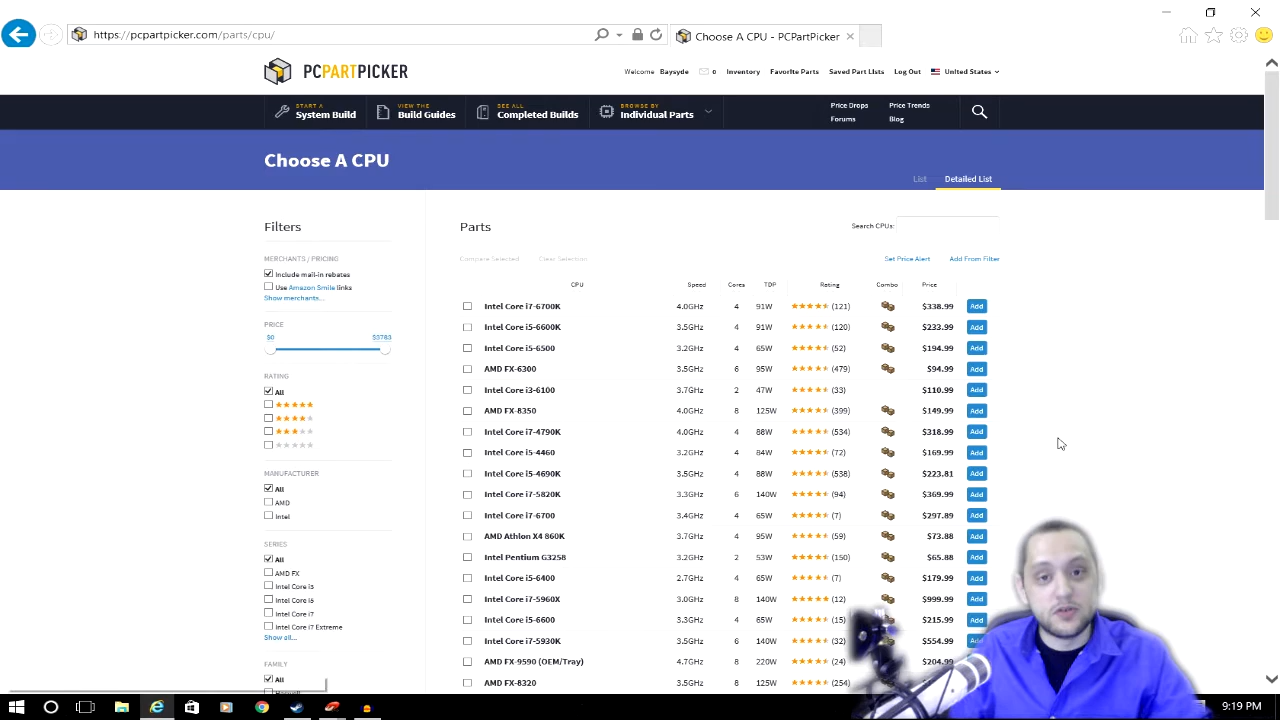 https://pcpartpicker.com/parts/cpu/
Choose A CPU - PCPartPicker
PCPARTPICKER
Welcome Baysyde 0 Inventory Favorite Parts Saved Part Lists Log Out United States
START A
System Build
VIEW THE
Build Guides
SEE ALL
Completed Builds
BROWSE BY
Individual Parts
Price Drops Price Trends
Forums Blog
Choose A CPU
List Detailed List
Filters
MERCHANTS / PRICING
Include mail-in rebates
Use Amazon Smile links
Show merchants...
PRICE
$0 $3783
RATING
All
MANUFACTURER
All
AMD
Intel
SERIES
All
AMD FX
Intel Core i3
Intel Core i5
Intel Core i7
Intel Core i7 Extreme
Show all...
FAMILY
All
Haswell
Parts
Search CPUs:
Compare Selected Clear Selection Set Price Alert Add From Filter
CPU Speed Cores TDP Rating Combo Price
Intel Core i7-6700K 4.0GHz 4 91W (121) $338.99 Add
Intel Core i5-6600K 3.5GHz 4 91W (120) $233.99 Add
Intel Core i5-6500 3.2GHz 4 65W (52) $194.99 Add
AMD FX-6300 3.5GHz 6 95W (479) $94.99 Add
Intel Core i3-6100 3.7GHz 2 47W (33) $110.99 Add
AMD FX-8350 4.0GHz 8 125W (399) $149.99 Add
Intel Core i7-4790K 4.0GHz 4 88W (534) $318.99 Add
Intel Core i5-4460 3.2GHz 4 84W (72) $169.99 Add
Intel Core i5-4690K 3.5GHz 4 88W (538) $223.81 Add
Intel Core i7-5820K 3.3GHz 6 140W (94) $369.99 Add
Intel Core i7-6700 3.4GHz 4 65W (7) $297.89 Add
AMD Athlon X4 860K 3.7GHz 4 95W (59) $73.88 Add
Intel Pentium G3258 3.2GHz 2 53W (150) $65.88 Add
Intel Core i5-6400 2.7GHz 4 65W (7) $179.99 Add
Intel Core i7-5960X 3.0GHz 8 140W (12) $999.99 Add
Intel Core i5-6600 3.3GHz 4 65W (15) $215.99 Add
Intel Core i7-5930K 3.5GHz 6 140W (32) $554.99 Add
AMD FX-9590 (OEM/Tray) 4.7GHz 8 220W (24) $204.99
AMD FX-8320 3.5GHz 8 125W (254)
9:19 PM